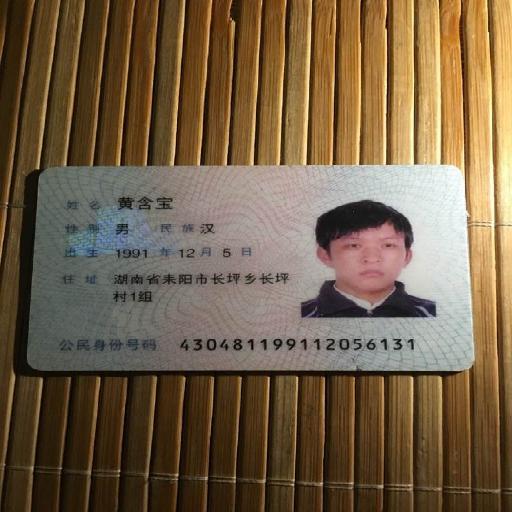 姓名 黄含宝
性别 男 民族 汉
出生 1991 年 12 月 5 日
住址 湖南省耒阳市长坪乡长坪
村1组
公民身份号码 430481199112056131